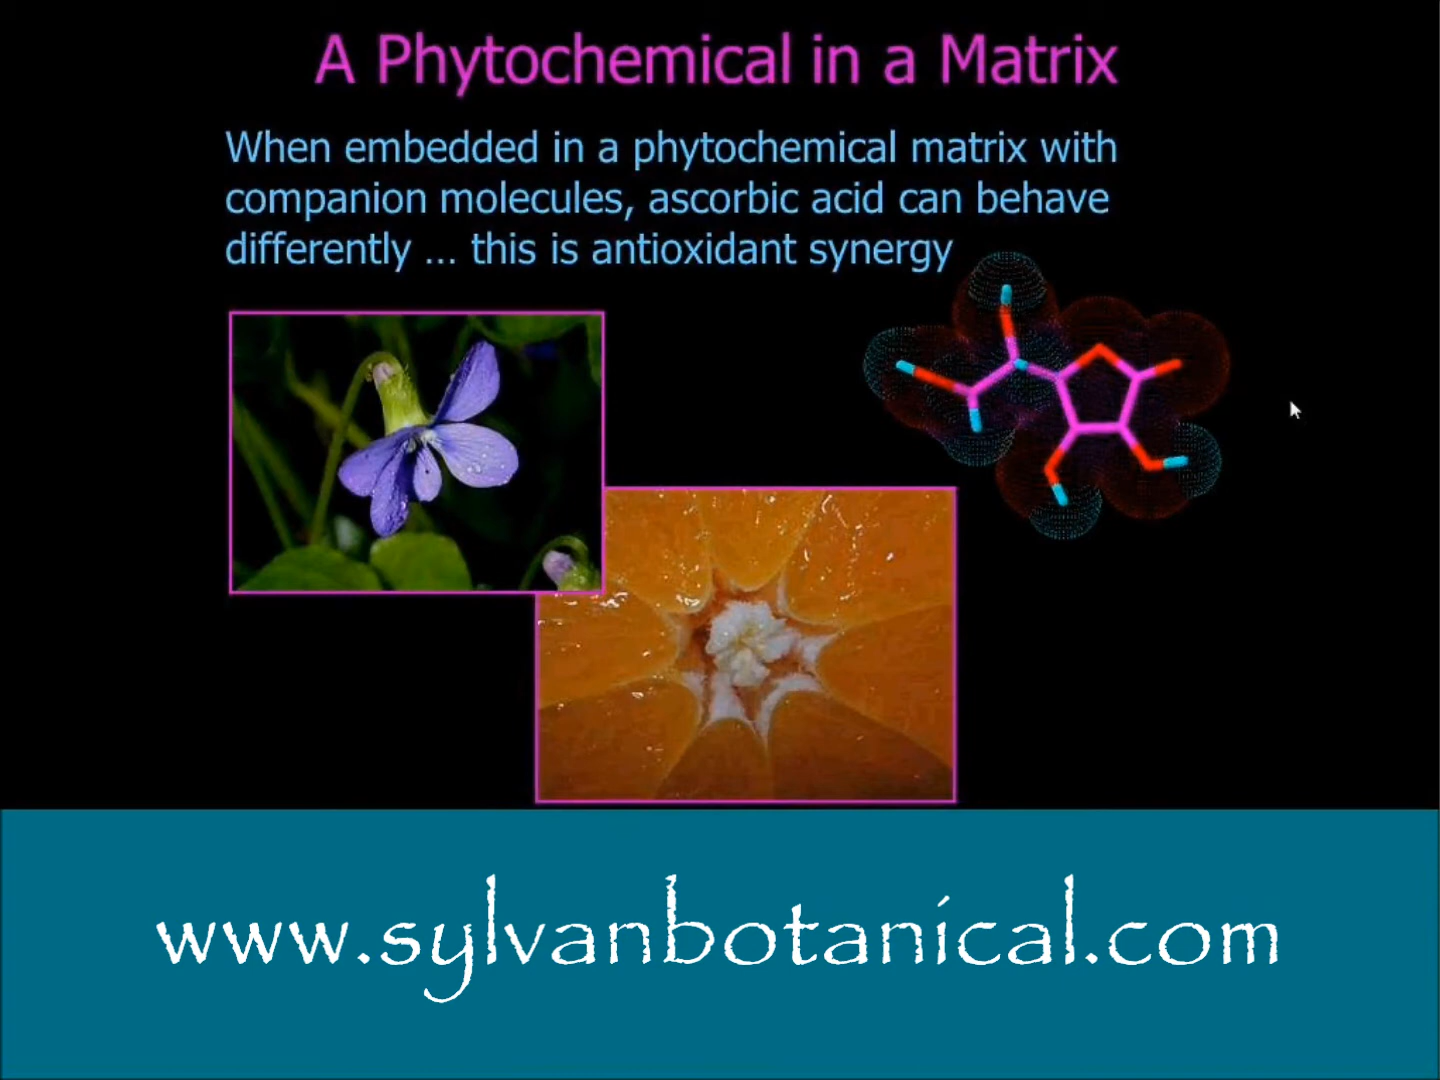 A Phytochemical in a Matrix
When embedded in a phytochemical matrix with
companion molecules, ascorbic acid can behave
differently ... this is antioxidant synergy
www.sylvanbotanical.com